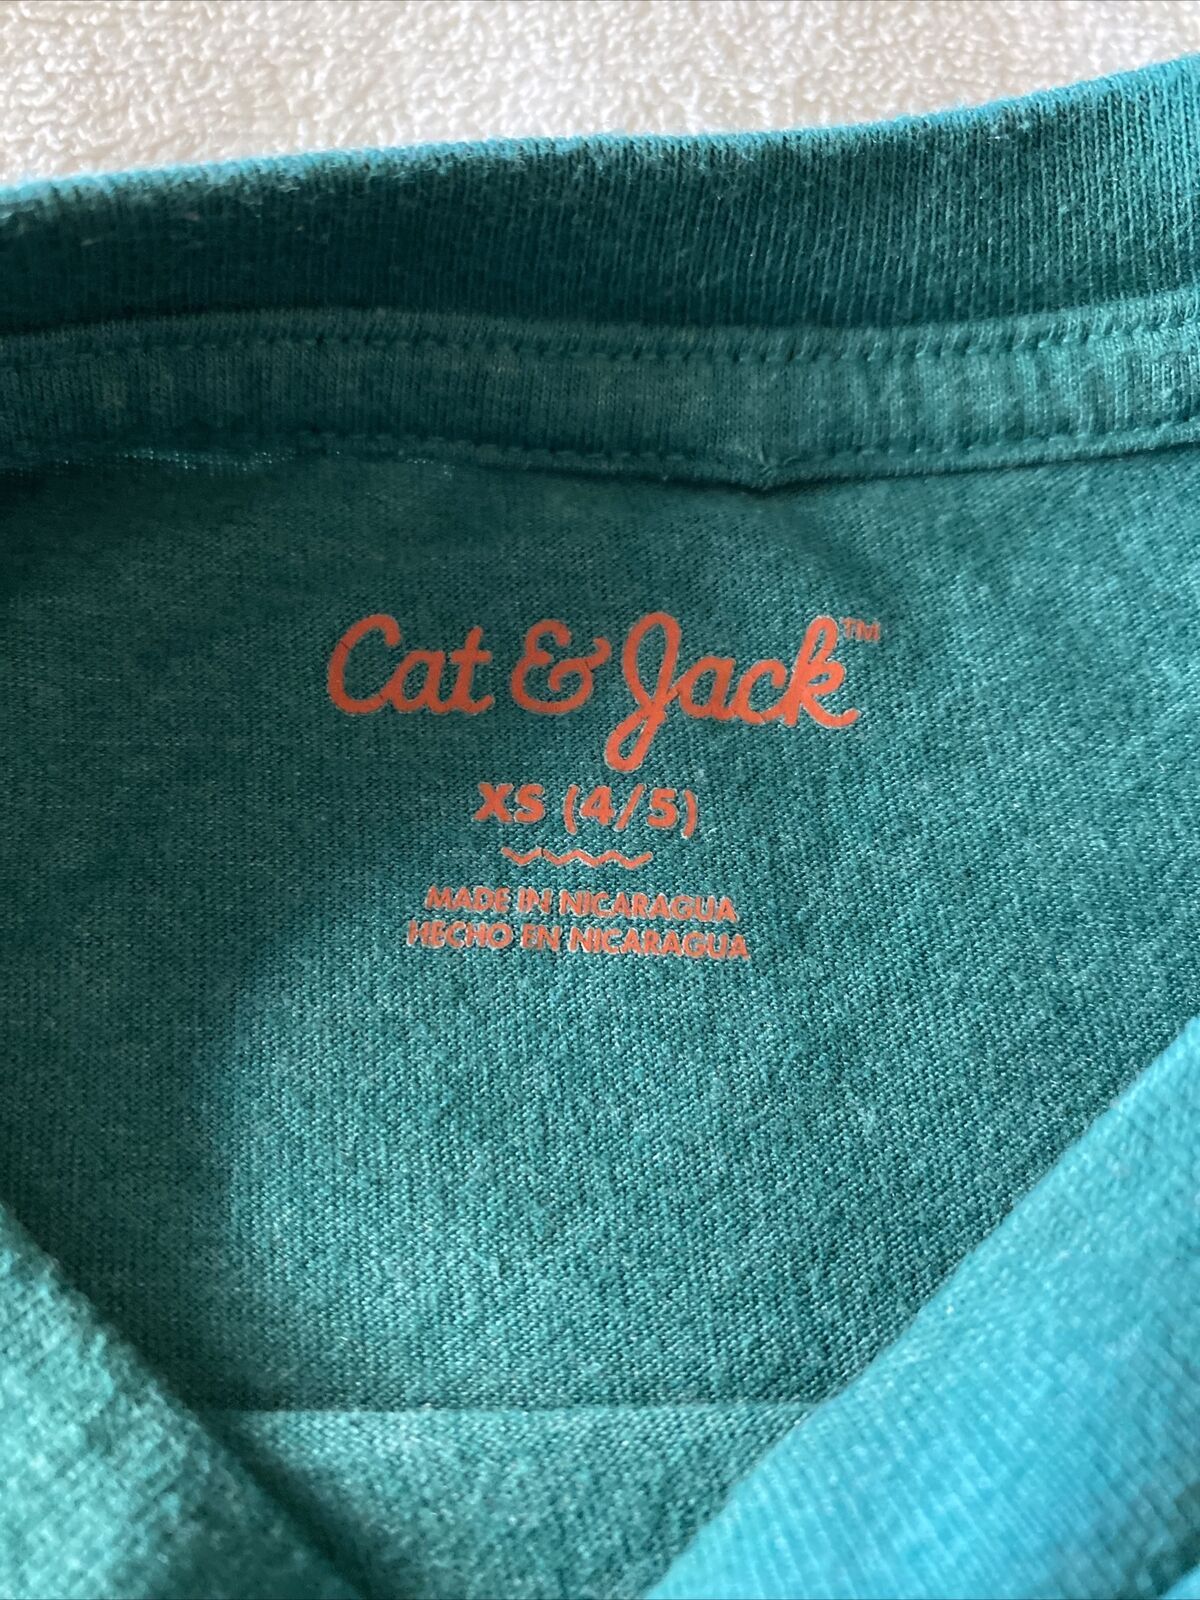 Cat & Jack™
XS (4/5)
MADE IN NICARAGUA
HECHO EN NICARAGUA